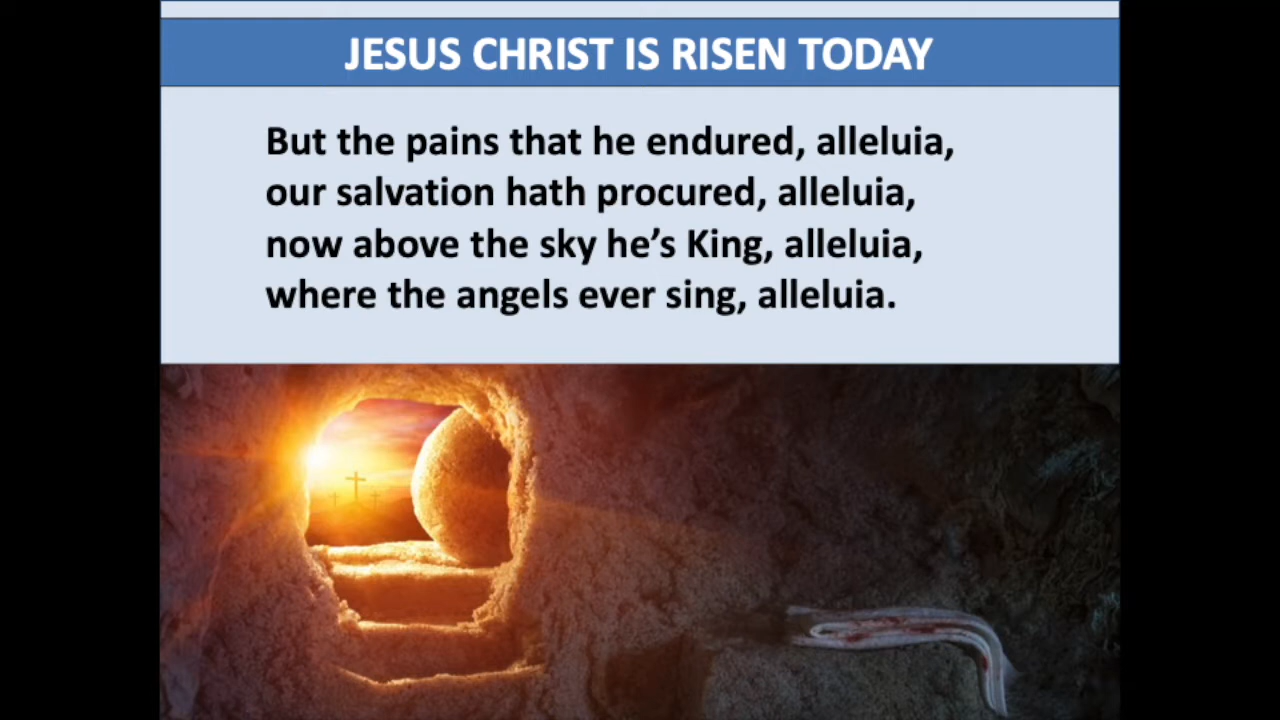 JESUS CHRIST IS RISEN TODAY
But the pains that he endured, alleluia,
our salvation hath procured, alleluia,
now above the sky he’s King, alleluia,
where the angels ever sing, alleluia.